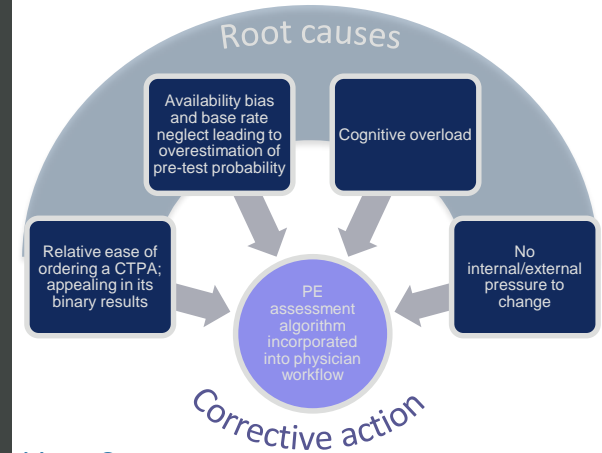 Root causes
Availability bias
and base rate
neglect leading to
overestimation of
pre-test probability
Cognitive overload
Relative ease of
ordering a CTPA;
appealing in its
binary results
No
internal/external
pressure to
change
PE
assessment
algorithm
incorporated
into physician
workflow
Corrective action